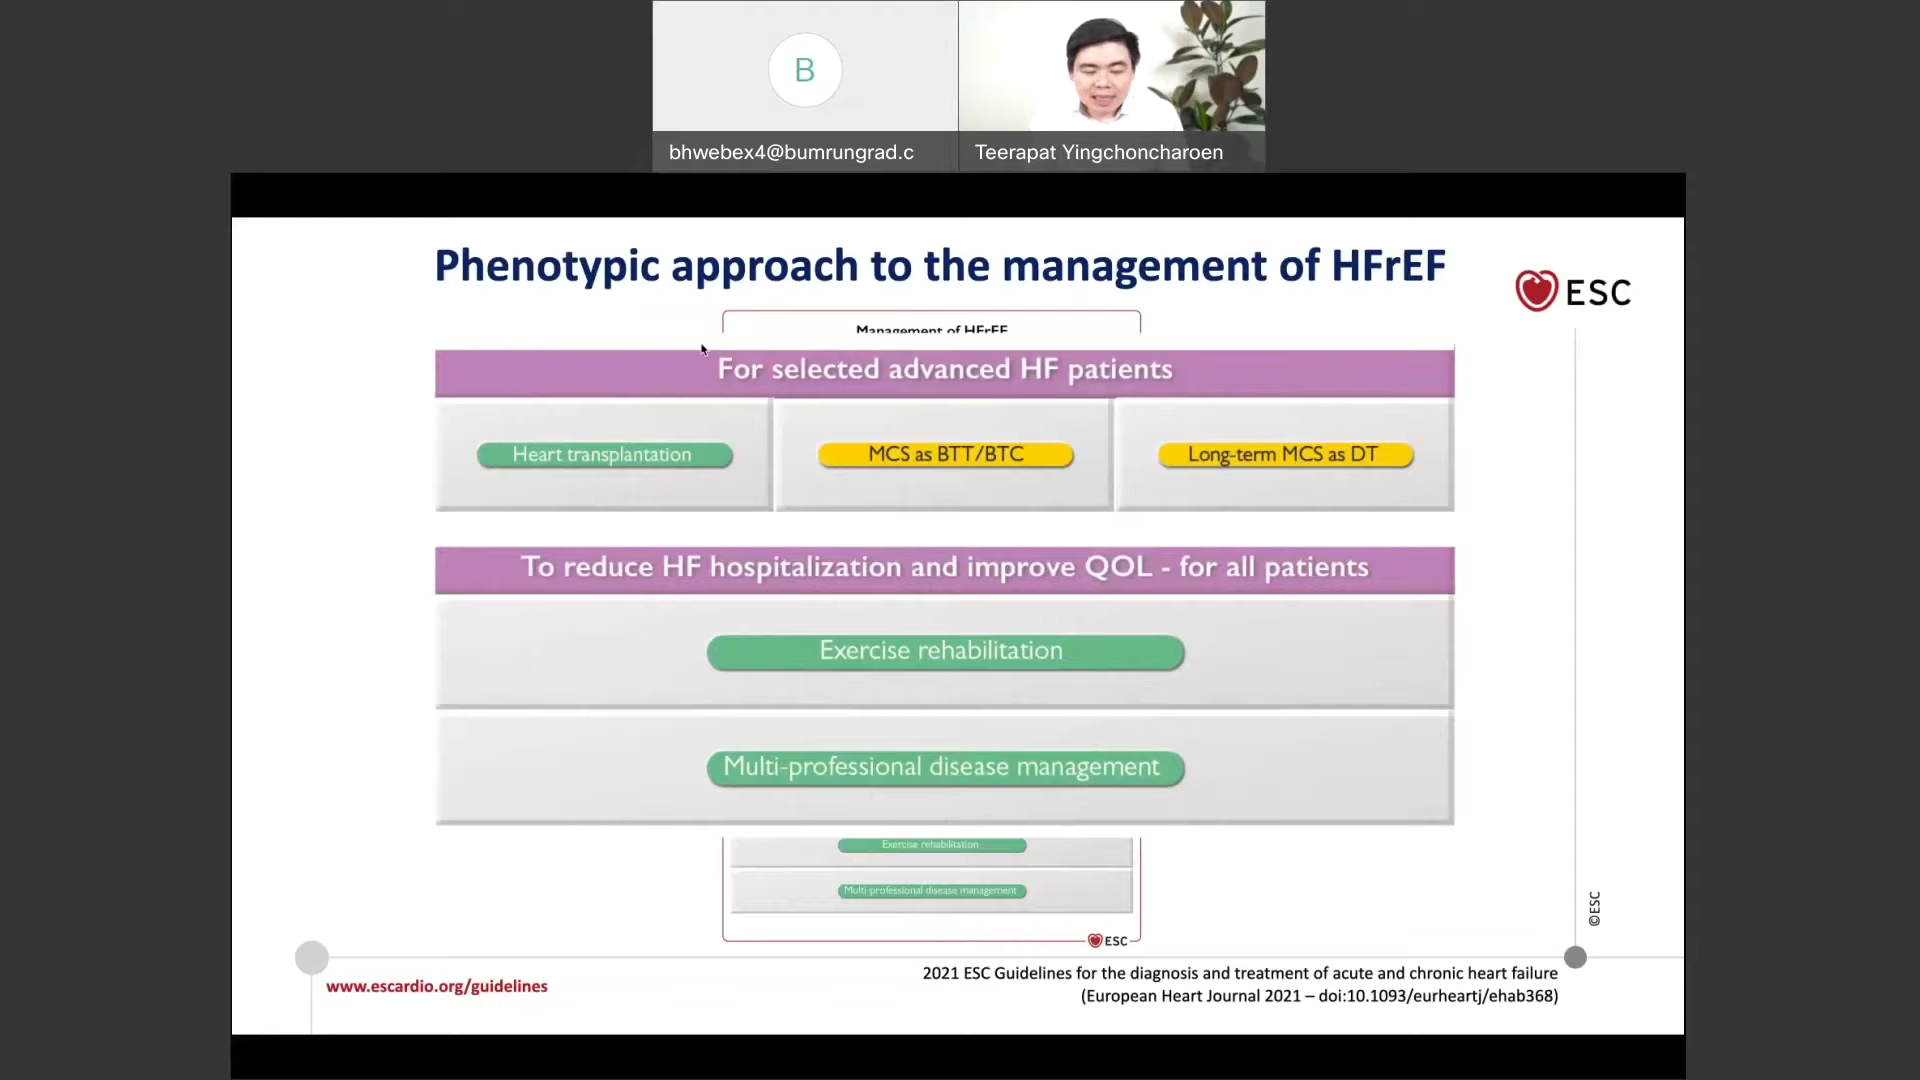 B
bhwebex4@bumrungrad.c
Teerapat Yingchoncharoen
Phenotypic approach to the management of HFrEF
ESC
Management of HFrEF
For selected advanced HF patients
Heart transplantation
MCS as BTT/BTC
Long-term MCS as DT
To reduce HF hospitalization and improve QOL - for all patients
Exercise rehabilitation
Multi-professional disease management
Exercise rehabilitation
Multi-professional disease management
ESC
©ESC
www.escardio.org/guidelines
2021 ESC Guidelines for the diagnosis and treatment of acute and chronic heart failure
(European Heart Journal 2021 – doi:10.1093/eurheartj/ehab368)